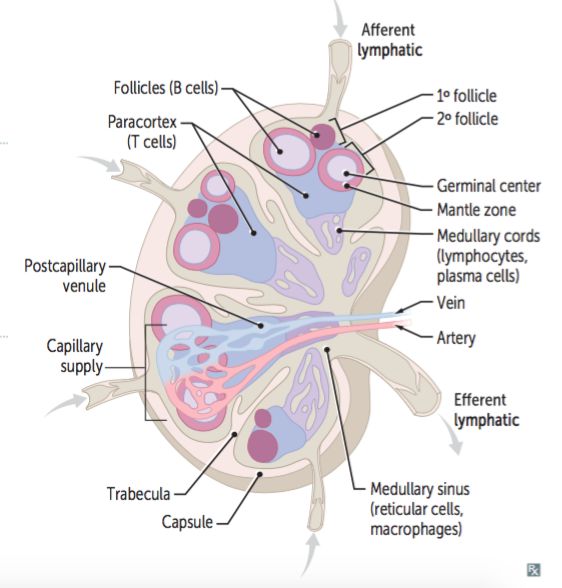 Afferent
lymphatic
Follicles (B cells)
1º follicle
2º follicle
Paracortex
(T cells)
Germinal center
Mantle zone
Medullary cords
(lymphocytes,
plasma cells)
Postcapillary
venule
Vein
Artery
Capillary
supply
Efferent
lymphatic
Trabecula
Capsule
Medullary sinus
(reticular cells,
macrophages)
Rx